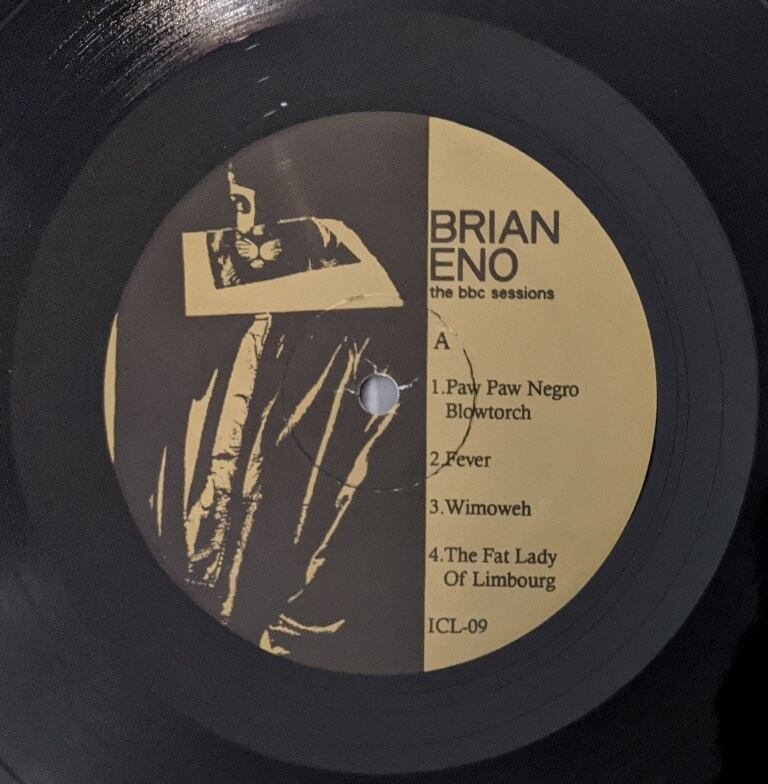 BRIAN
ENO
the bbc sessions
A
1.Paw Paw Negro
Blowtorch
2.Fever
3.Wimoweh
4.The Fat Lady
Of Limbourg
ICL-09